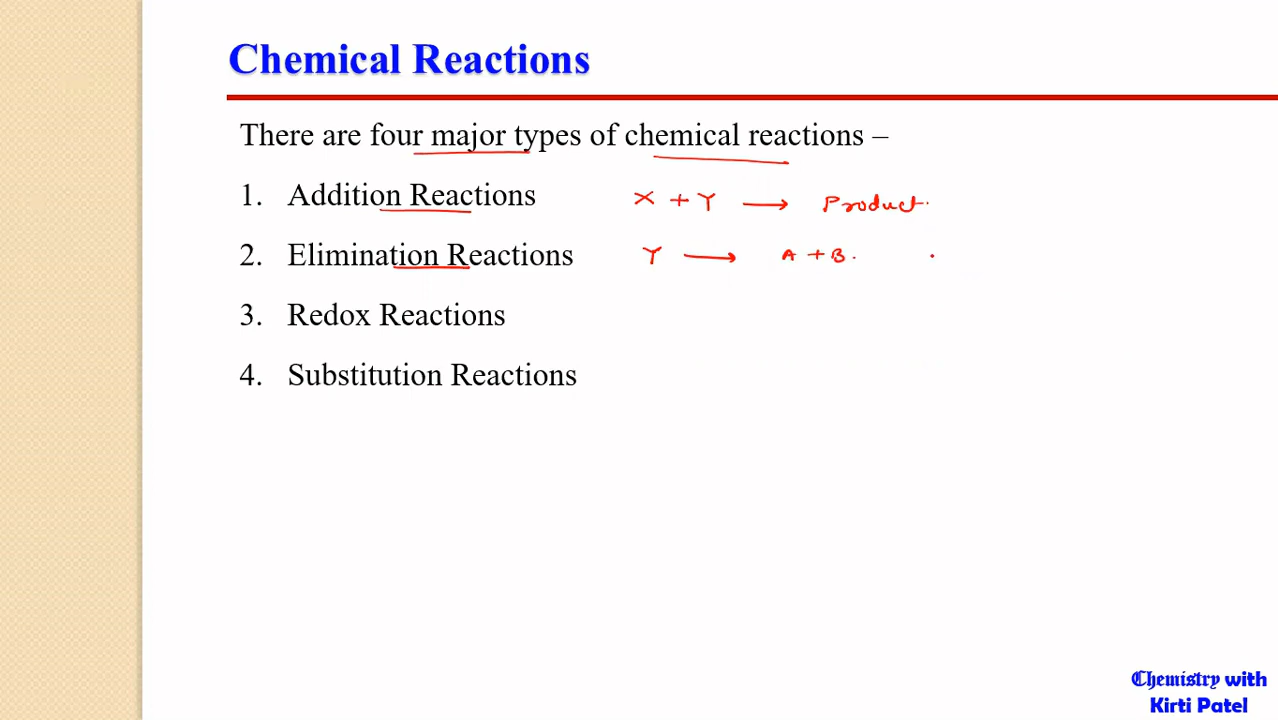 Chemical Reactions
There are four major types of chemical reactions –
1. Addition Reactions X + Y → Product.
2. Elimination Reactions Y → A + B.
3. Redox Reactions
4. Substitution Reactions
Chemistry with
Kirti Patel